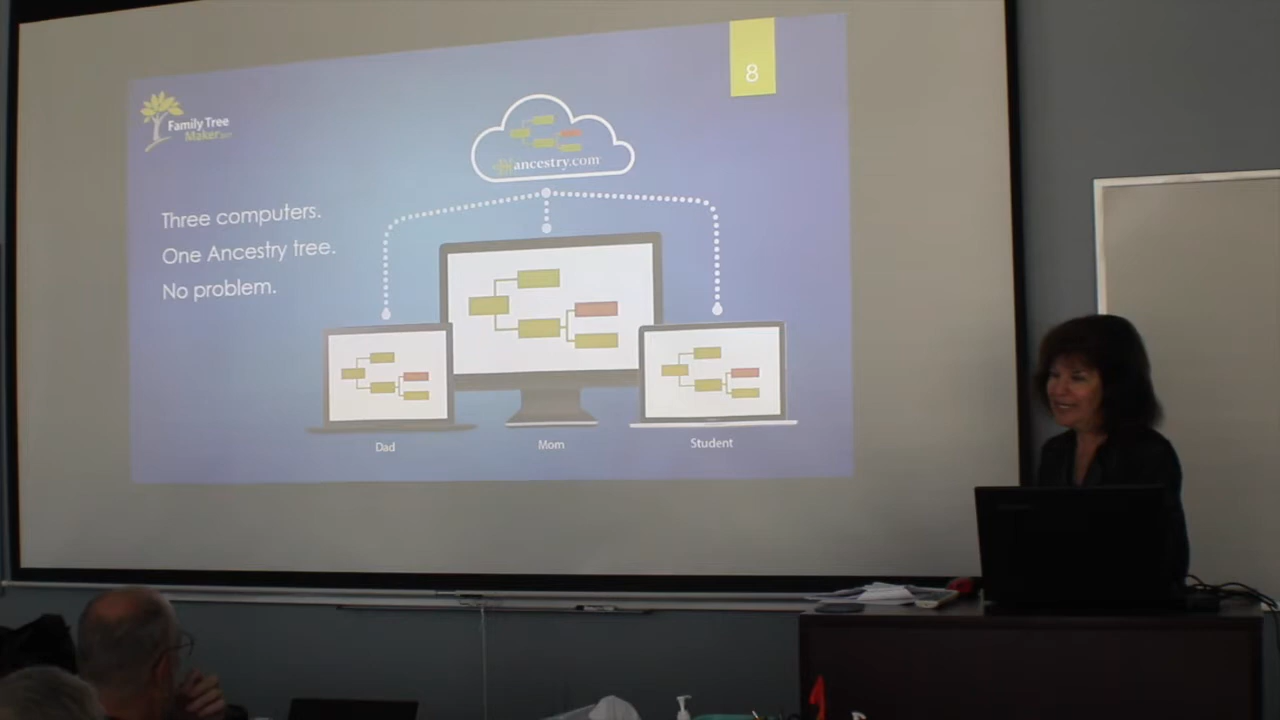 8
Family Tree
Maker
ancestry.com
Three computers.
One Ancestry tree.
No problem.
Dad
Mom
Student